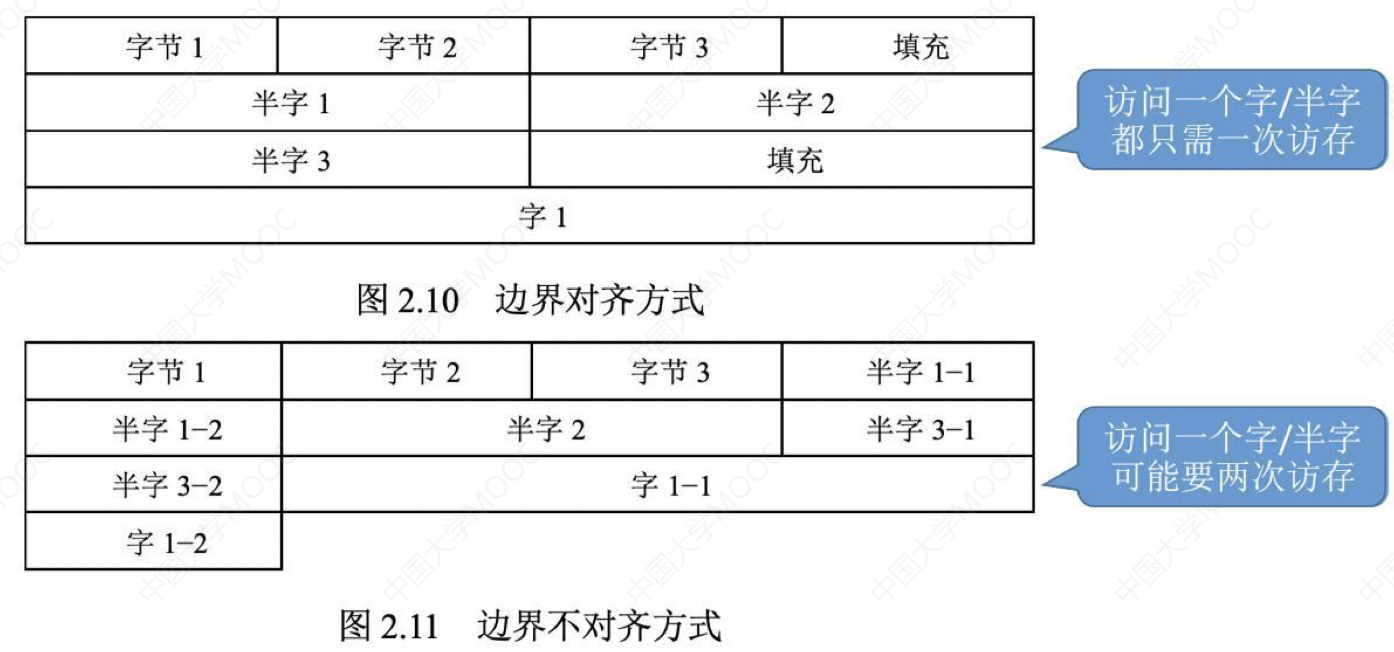 字节 1 字节 2 字节 3 填充
半字 1 半字 2
半字 3 填充
字 1
访问一个字/半字
都只需一次访存
图 2.10 边界对齐方式
字节 1 字节 2 字节 3 半字 1−1
半字 1−2 半字 2 半字 3−1
半字 3−2 字 1−1
字 1−2
访问一个字/半字
可能要两次访存
图 2.11 边界不对齐方式
中国大学MOOC